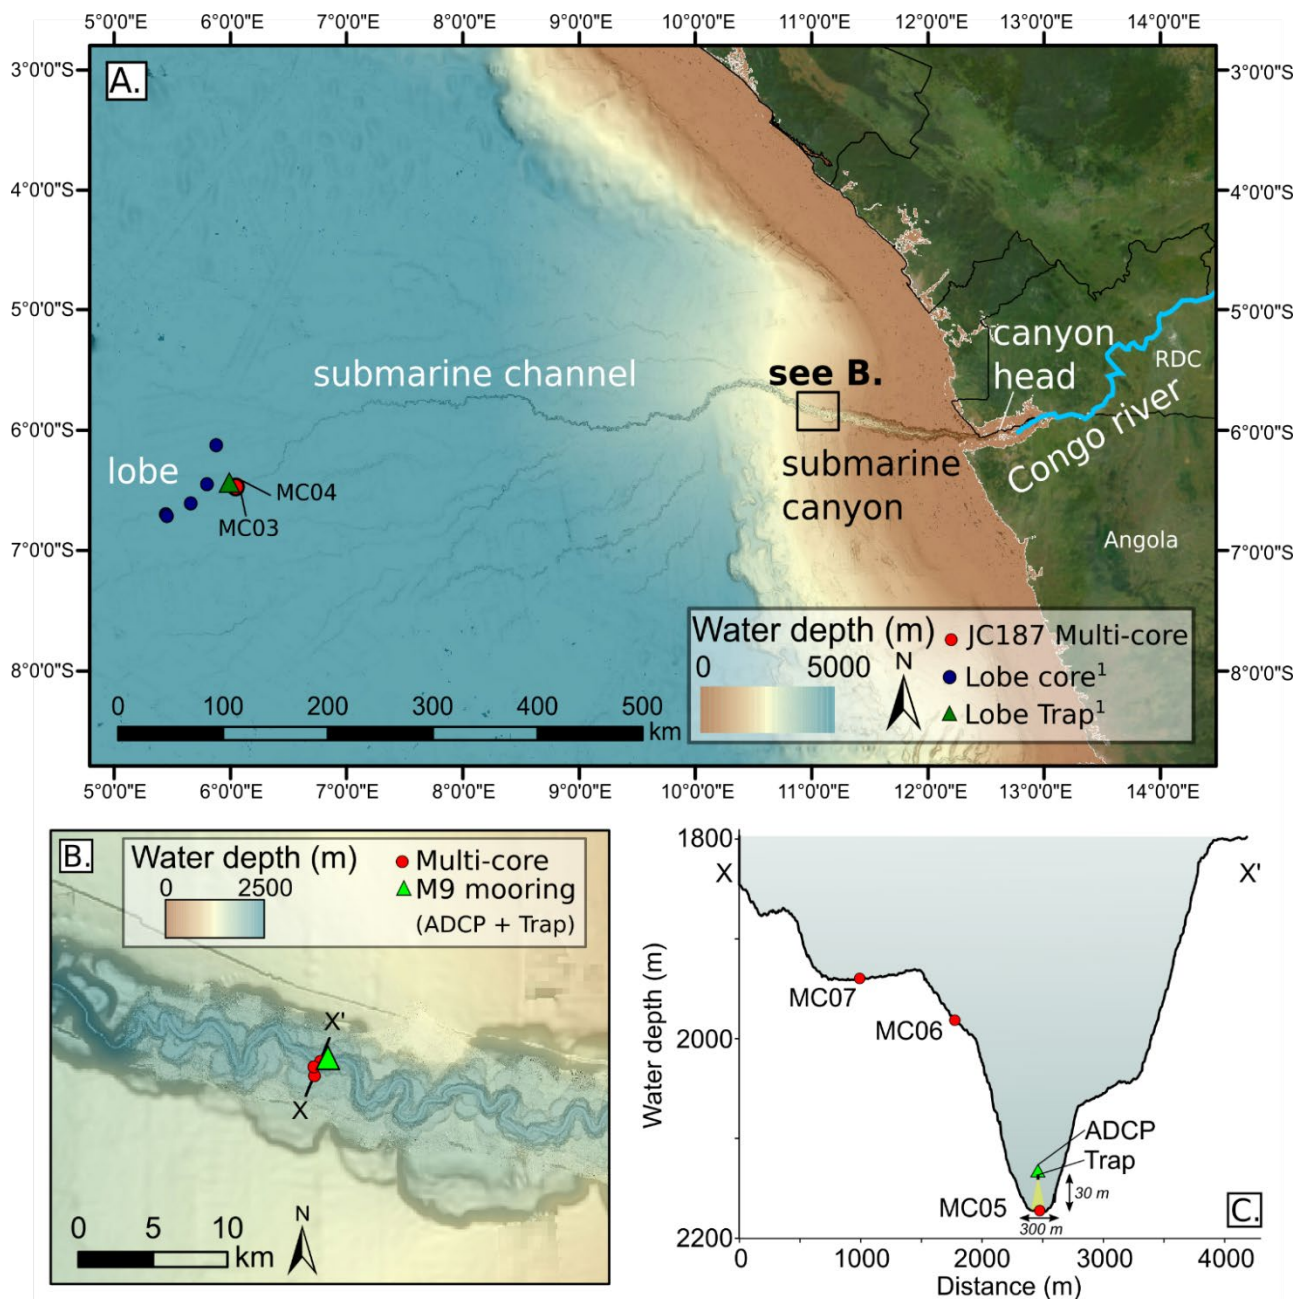 5°0'0"E 6°0'0"E 7°0'0"E 8°0'0"E 9°0'0"E 10°0'0"E 11°0'0"E 12°0'0"E 13°0'0"E 14°0'0"E
A.
3°0'0"S 3°0'0"S
4°0'0"S 4°0'0"S
5°0'0"S 5°0'0"S
canyon
head
RDC
submarine channel
see B.
Congo river
6°0'0"S 6°0'0"S
lobe
submarine
canyon
MC04
MC03
Angola
7°0'0"S 7°0'0"S
Water depth (m)
0 5000
N
JC187 Multi-core
Lobe core¹
Lobe Trap¹
8°0'0"S 8°0'0"S
0 100 200 300 400 500
km
5°0'0"E 6°0'0"E 7°0'0"E 8°0'0"E 9°0'0"E 10°0'0"E 11°0'0"E 12°0'0"E 13°0'0"E 14°0'0"E
B.
Water depth (m)
0 2500
Multi-core
M9 mooring
(ADCP + Trap)
X'
X
0 5 10
km
N
1800
X X'
MC07
MC06
2000
Water depth (m)
ADCP
Trap
30 m
MC05
300 m
C.
2200
0 1000 2000 3000 4000
Distance (m)